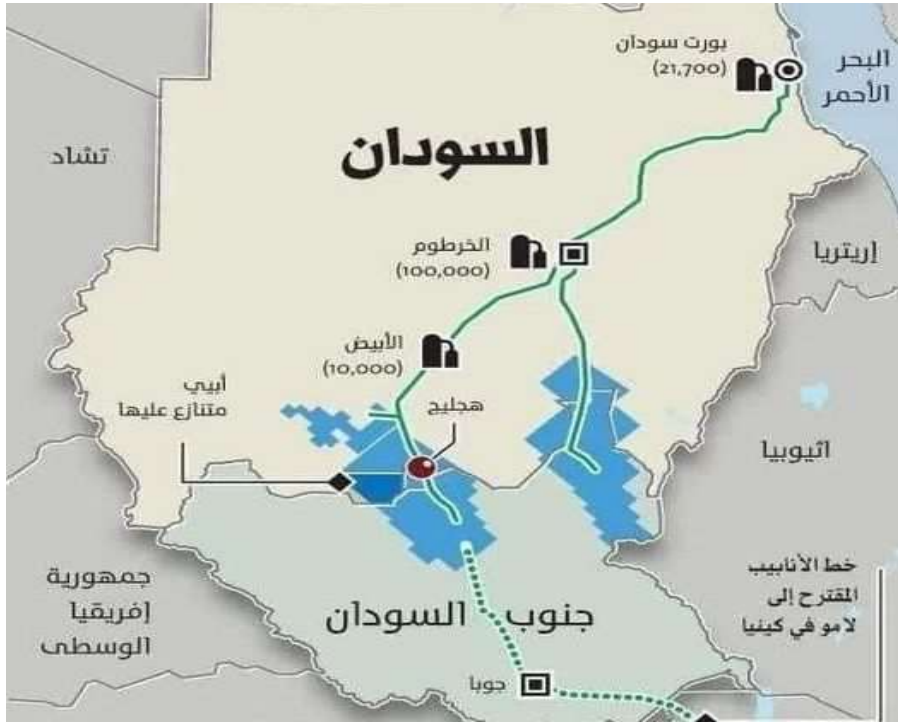 بورت سودان
(21,700)
البحر
الأحمر
السودان
تشاد
الخرطوم
(100,000)
إريتريا
الأبيض
(10,000)
أبيي
متنازع عليها
هجليج
اثيوبيا
خط الأنابيب
المقترح إلى
لامو في كينيا
جمهورية
إفريقيا
الوسطى
جنوب السودان
جوبا